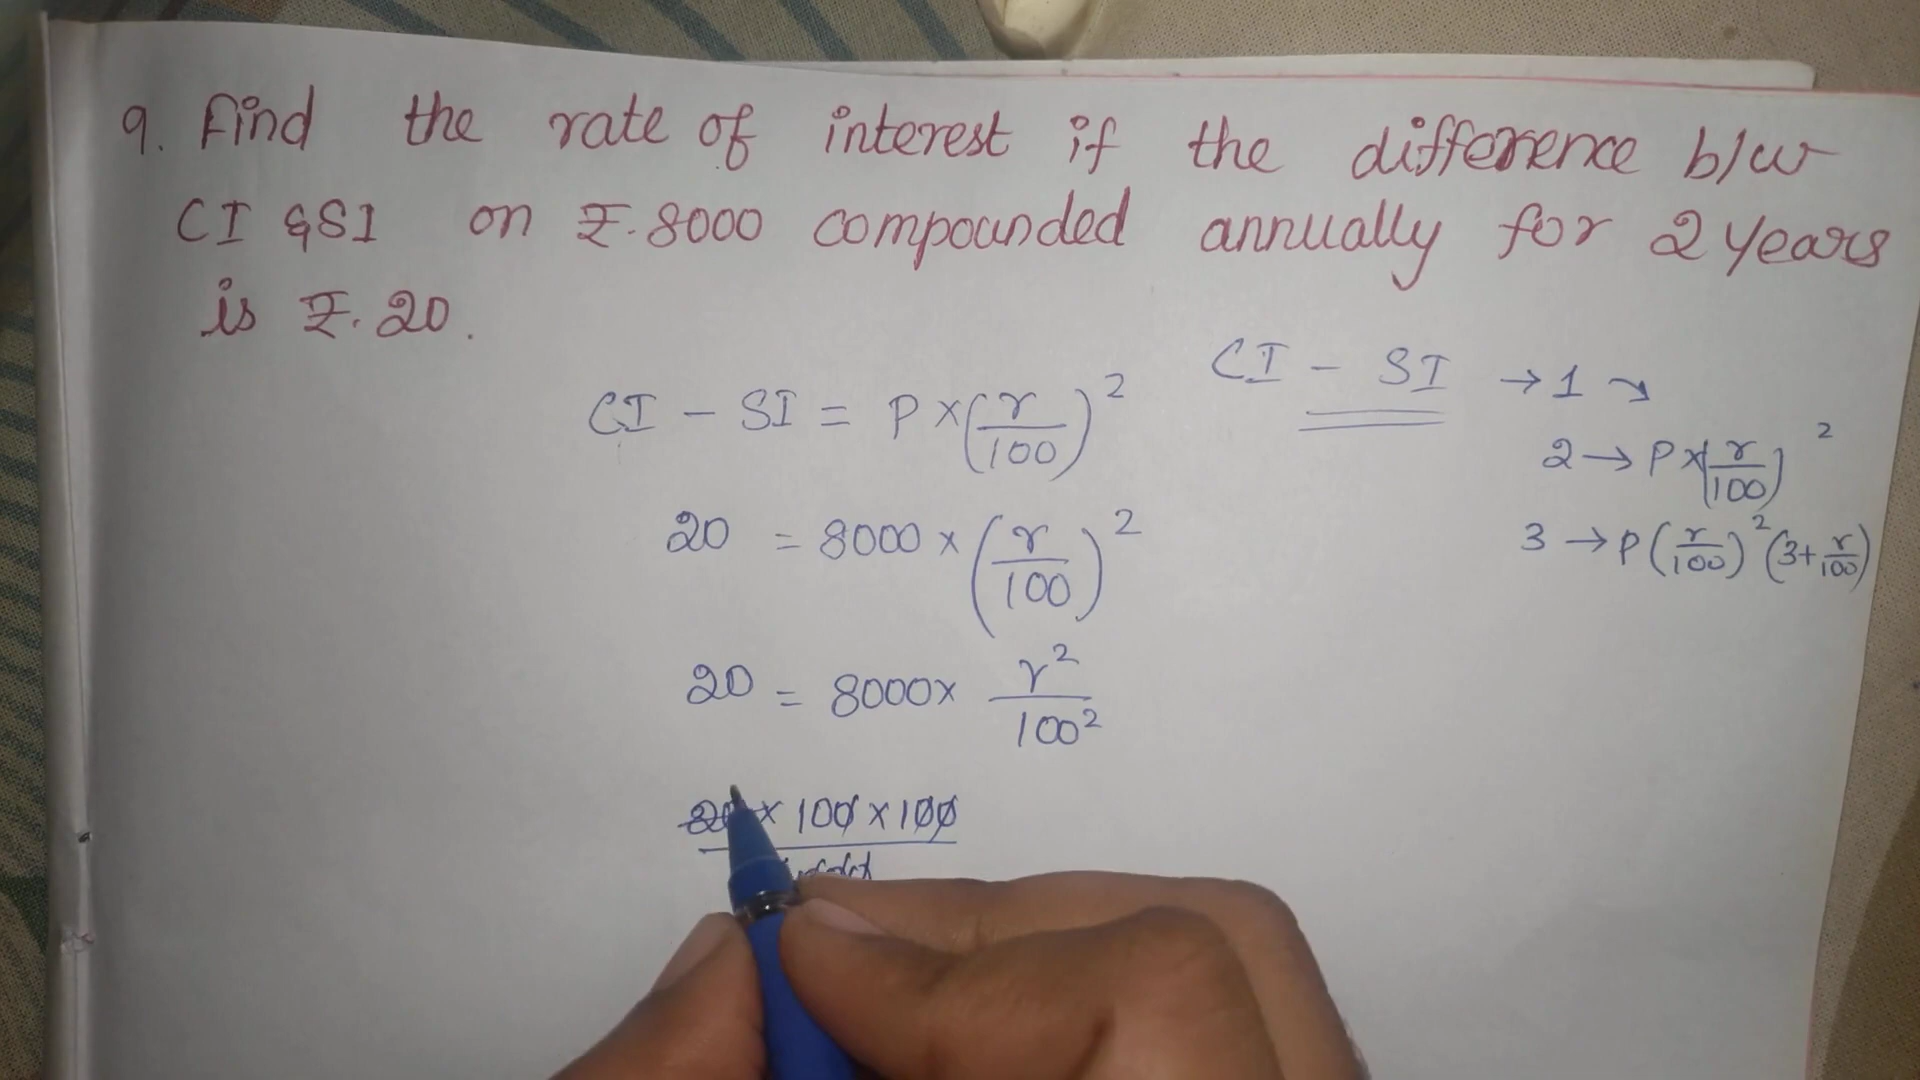 9. Find the rate of interest if the difference b/w
CI & SI on ₹. 8000 compounded annually for 2 years
is ₹. 20.
CI - SI = P × (r/100)²
20 = 8000 × (r/100)²
20 = 8000 × r²/100²
20 × 100 × 100
CI - SI → 1
2 → P × (r/100)²
3 → P (r/100)² (3 + r/100)